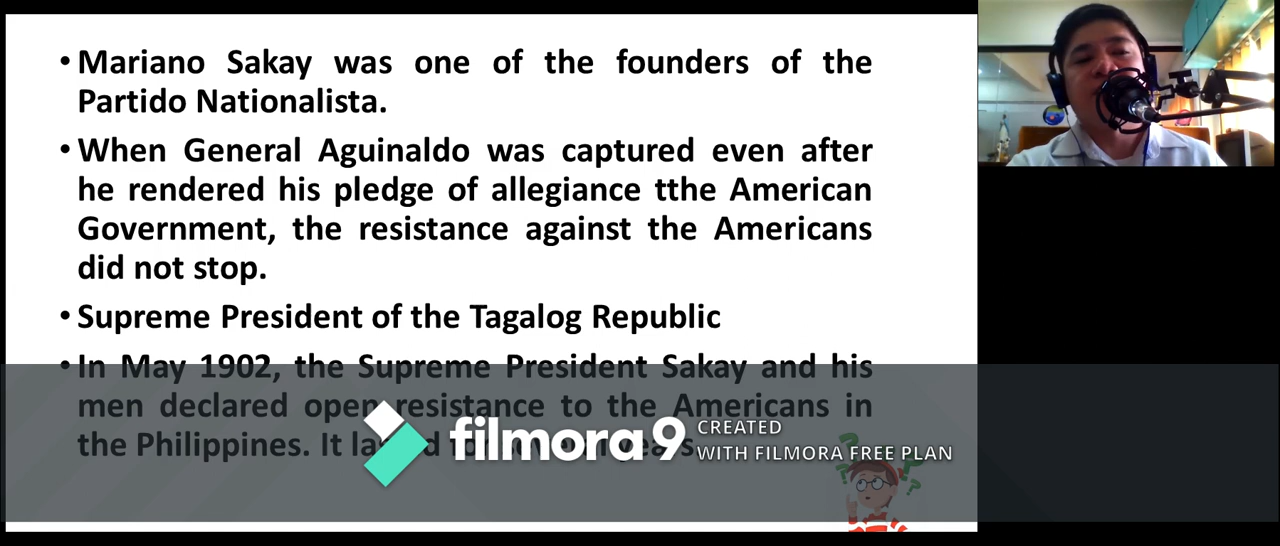 • Mariano Sakay was one of the founders of the
Partido Nationalista.
• When General Aguinaldo was captured even after
he rendered his pledge of allegiance tthe American
Government, the resistance against the Americans
did not stop.
• Supreme President of the Tagalog Republic
• In May 1902, the Supreme President Sakay and his
men declared open resistance to the Americans in
the Philippines. It
filmora9
CREATED
WITH FILMORA FREE PLAN